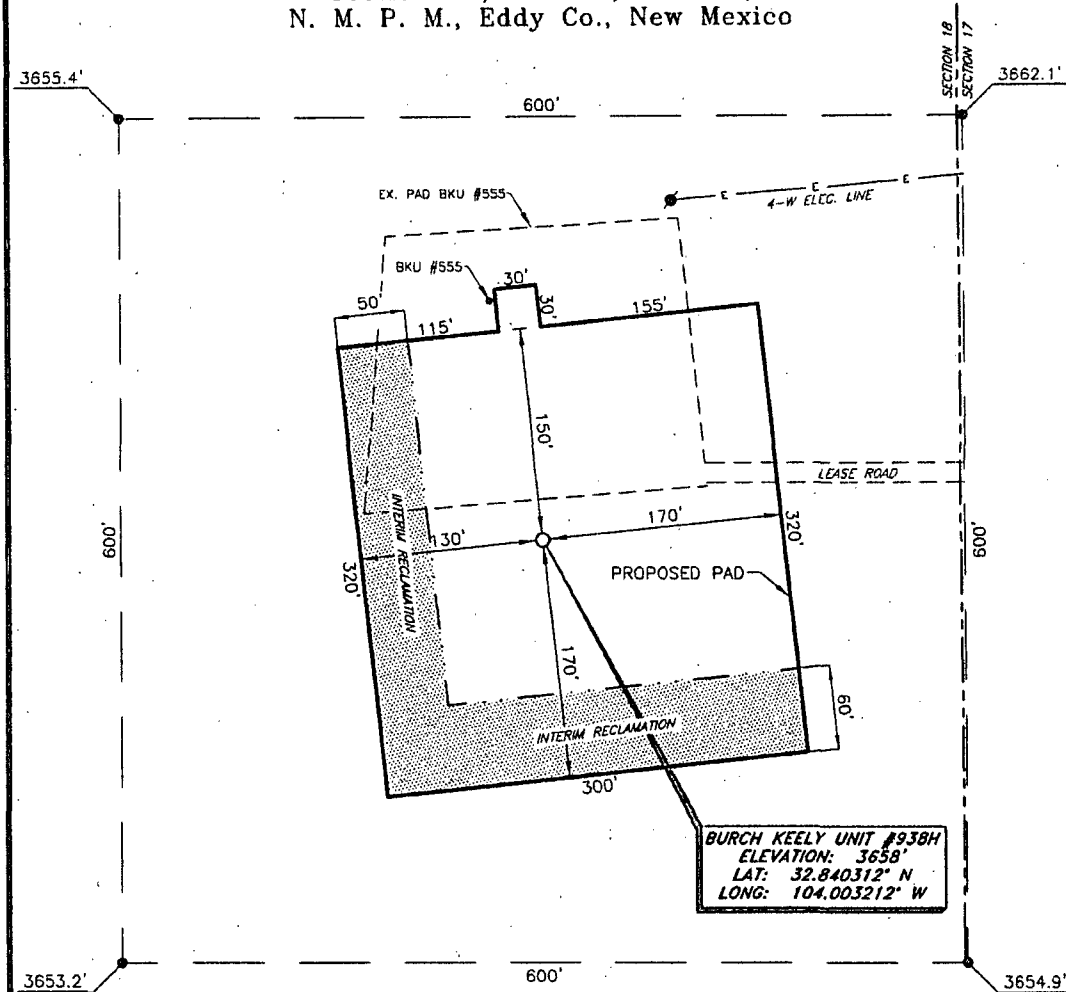 N. M. P. M., Eddy Co., New Mexico
SECTION 18
SECTION 17
3655.4'
3662.1'
600'
EX. PAD BKU #555
E E E
4-W ELEC. LINE
BKU #555
30'
30'
50'
115'
155'
150'
LEASE ROAD
INTERIM RECLAMATION
130'
170'
320'
320'
600'
600'
PROPOSED PAD
170'
60'
INTERIM RECLAMATION
300'
BURCH KEELY UNIT #938H
ELEVATION: 3658'
LAT: 32.840312° N
LONG: 104.003212° W
3653.2'
600'
3654.9'